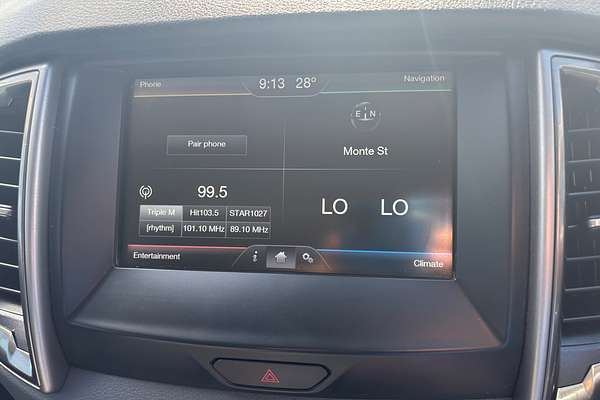 Phone
9:13 28°
Navigation
Pair phone
E N
Monte St
99.5
Triple M Hit103.5 STAR1027
[rhythm] 101.10 MHz 89.10 MHz
LO LO
Entertainment
i
Climate